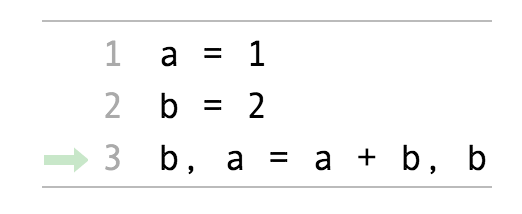 1 a = 1
2 b = 2
3 b, a = a + b, b